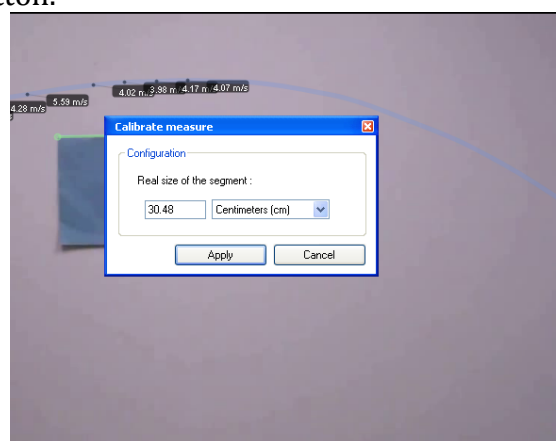 4.02 n 3.98 m 4.17 n 4.07 m/s
4.28 m/s 5.59 m/s
Calibrate measure
Configuration
Real size of the segment :
30.48 Centimeters (cm)
Apply Cancel